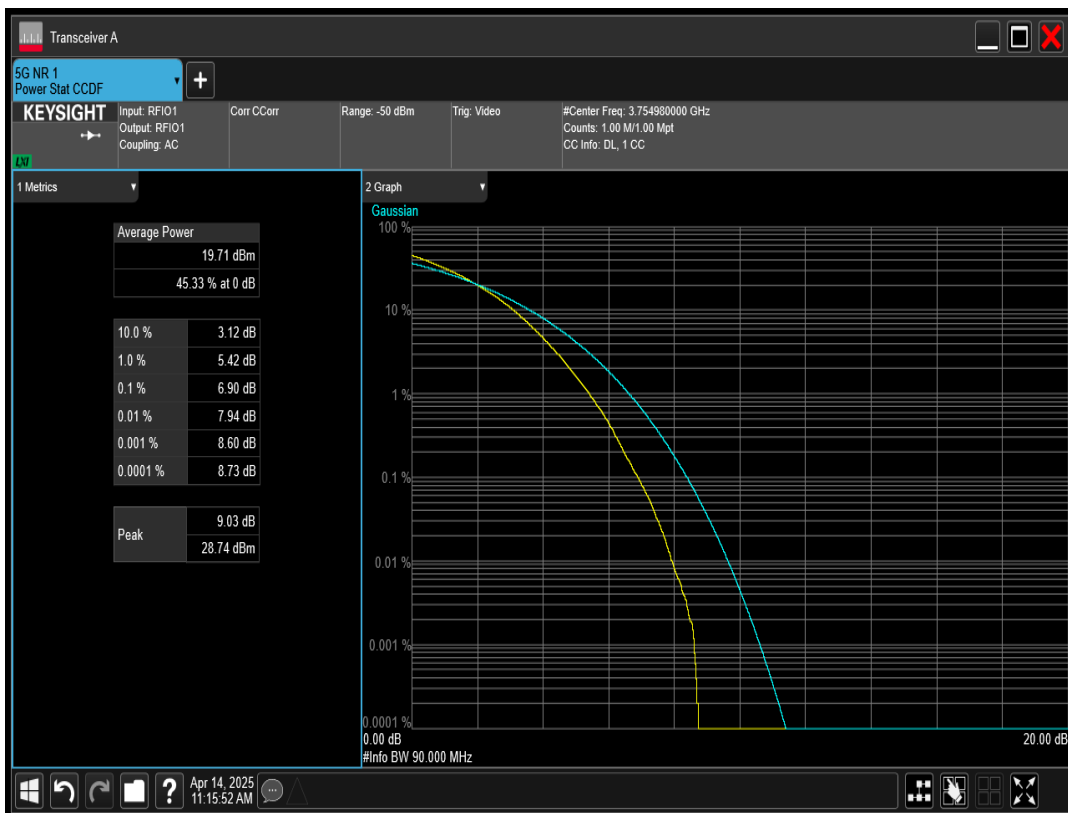 Transceiver A
5G NR 1
Power Stat CCDF
+
KEYSIGHT
LXI
Input: RFIO1
Output: RFIO1
Coupling: AC
Corr CCorr
Range: -50 dBm
Trig: Video
#Center Freq: 3.754980000 GHz
Counts: 1.00 M/1.00 Mpt
CC Info: DL, 1 CC
1 Metrics
Average Power
19.71 dBm
45.33 % at 0 dB
10.0 % 3.12 dB
1.0 % 5.42 dB
0.1 % 6.90 dB
0.01 % 7.94 dB
0.001 % 8.60 dB
0.0001 % 8.73 dB
Peak
9.03 dB
28.74 dBm
2 Graph
Gaussian
100 %
10 %
1 %
0.1 %
0.01 %
0.001 %
0.0001 %
0.00 dB 20.00 dB
#Info BW 90.000 MHz
?
Apr 14, 2025
11:15:52 AM